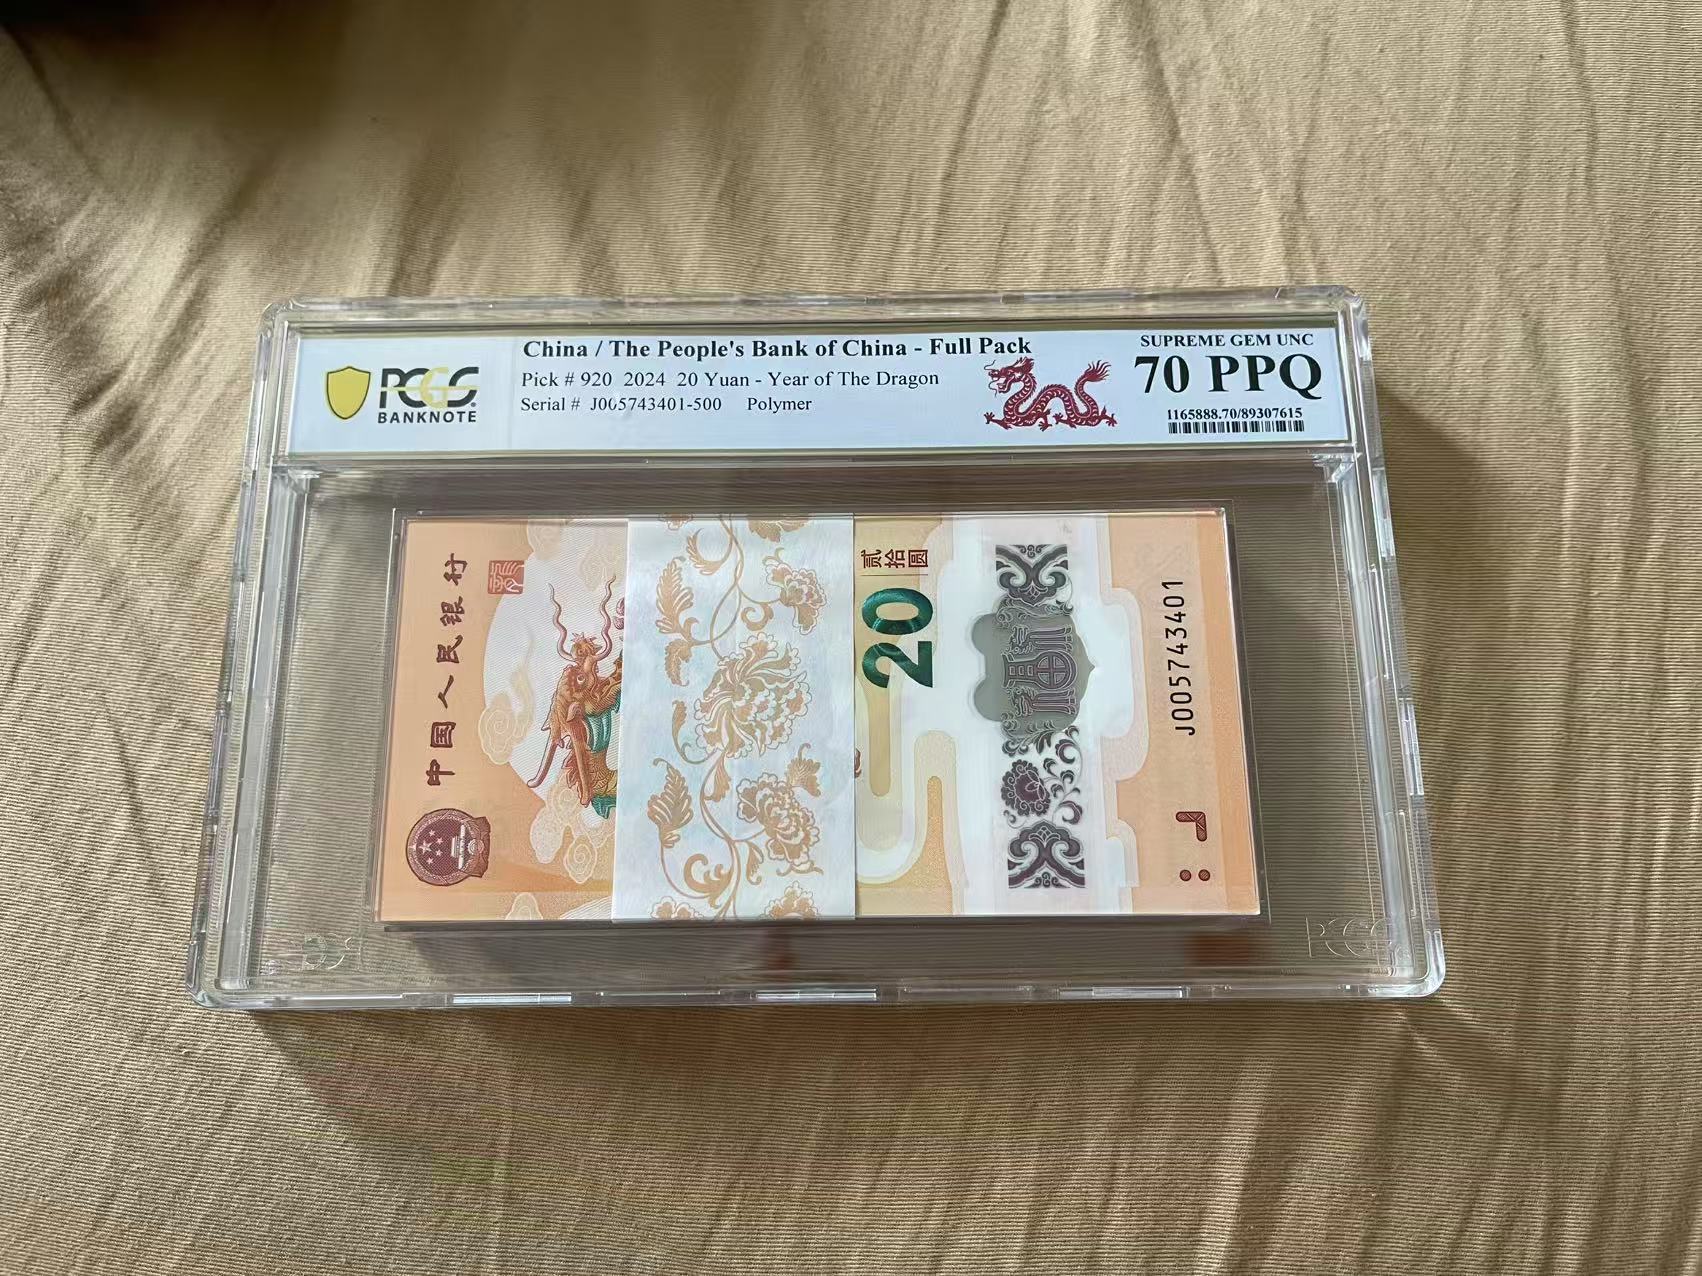 PCGS
BANKNOTE
China / The People's Bank of China - Full Pack
Pick # 920 2024 20 Yuan - Year of The Dragon
Serial # J005743401-500 Polymer
SUPREME GEM UNC
70 PPQ
1165888.70/89307615
中国人民银行
贰拾圆
20
福
J005743401
PCGS